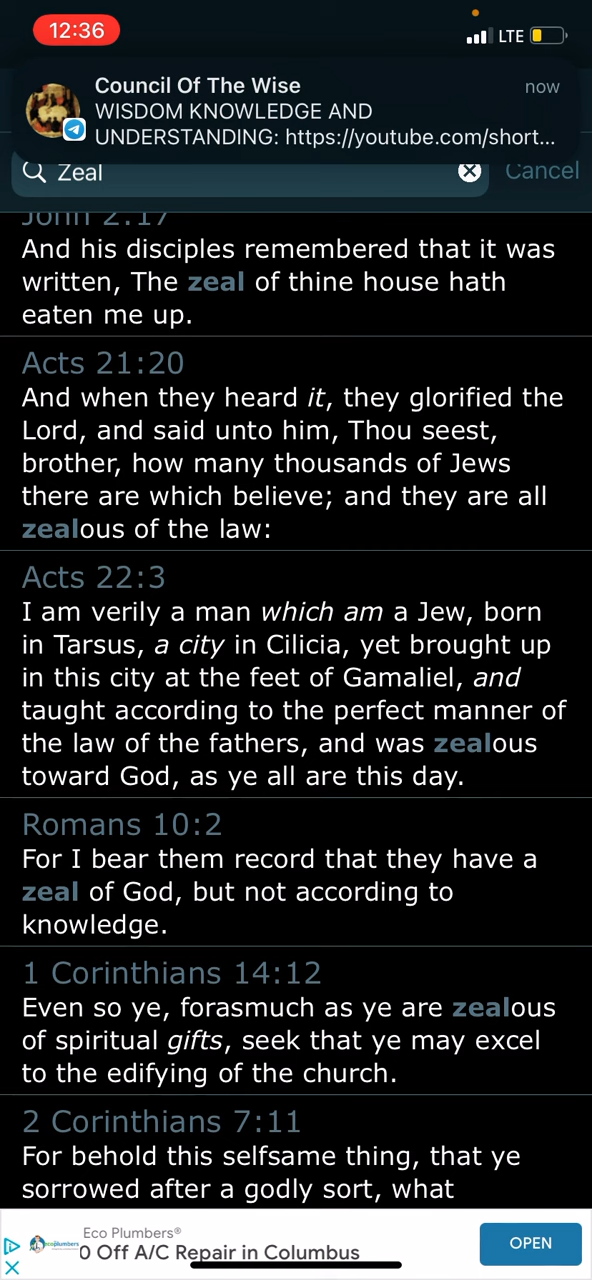 12:36
LTE
Council Of The Wise
now
WISDOM KNOWLEDGE AND
UNDERSTANDING: https://youtube.com/short...
Zeal
Cancel
John 2:17
And his disciples remembered that it was
written, The zeal of thine house hath
eaten me up.
Acts 21:20
And when they heard it, they glorified the
Lord, and said unto him, Thou seest,
brother, how many thousands of Jews
there are which believe; and they are all
zealous of the law:
Acts 22:3
I am verily a man which am a Jew, born
in Tarsus, a city in Cilicia, yet brought up
in this city at the feet of Gamaliel, and
taught according to the perfect manner of
the law of the fathers, and was zealous
toward God, as ye all are this day.
Romans 10:2
For I bear them record that they have a
zeal of God, but not according to
knowledge.
1 Corinthians 14:12
Even so ye, forasmuch as ye are zealous
of spiritual gifts, seek that ye may excel
to the edifying of the church.
2 Corinthians 7:11
For behold this selfsame thing, that ye
sorrowed after a godly sort, what
Eco Plumbers®
ecoplumbers
0 Off A/C Repair in Columbus
OPEN